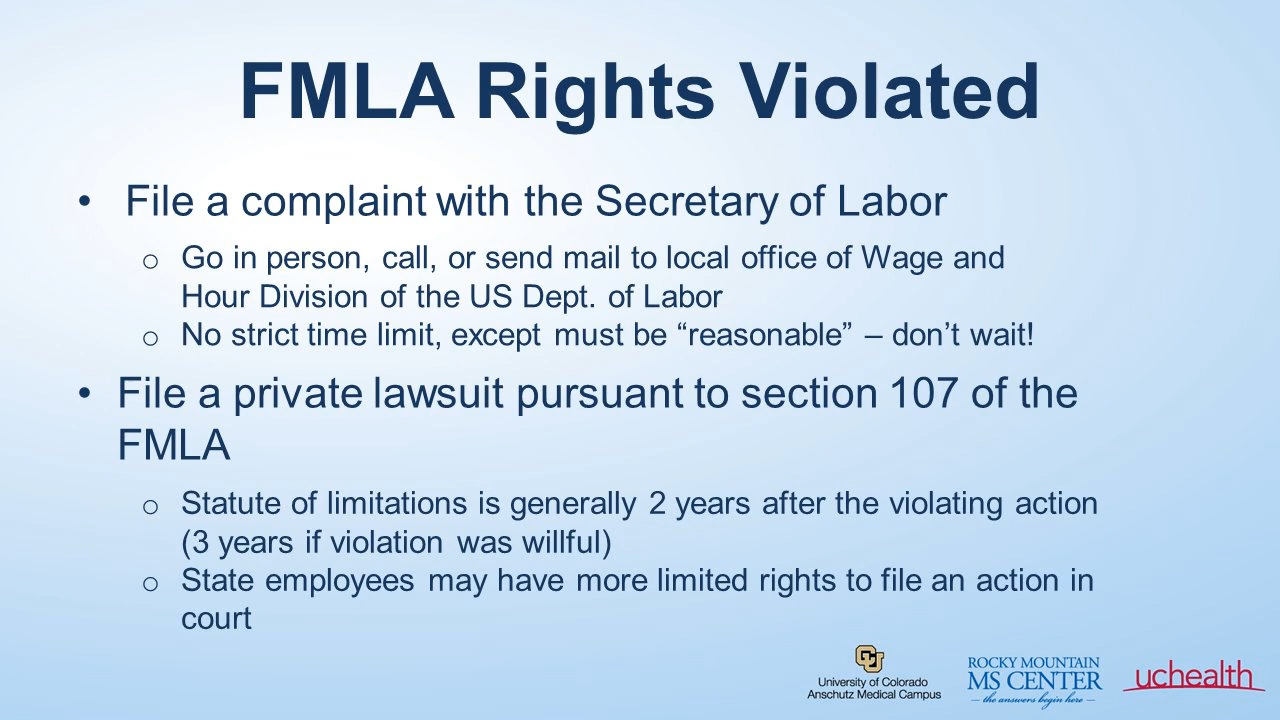 FMLA Rights Violated
• File a complaint with the Secretary of Labor
o Go in person, call, or send mail to local office of Wage and
Hour Division of the US Dept. of Labor
o No strict time limit, except must be “reasonable” – don’t wait!
• File a private lawsuit pursuant to section 107 of the
FMLA
o Statute of limitations is generally 2 years after the violating action
(3 years if violation was willful)
o State employees may have more limited rights to file an action in
court
CU
University of Colorado
Anschutz Medical Campus
ROCKY MOUNTAIN
MS CENTER
— the answers begin here —
uchealth